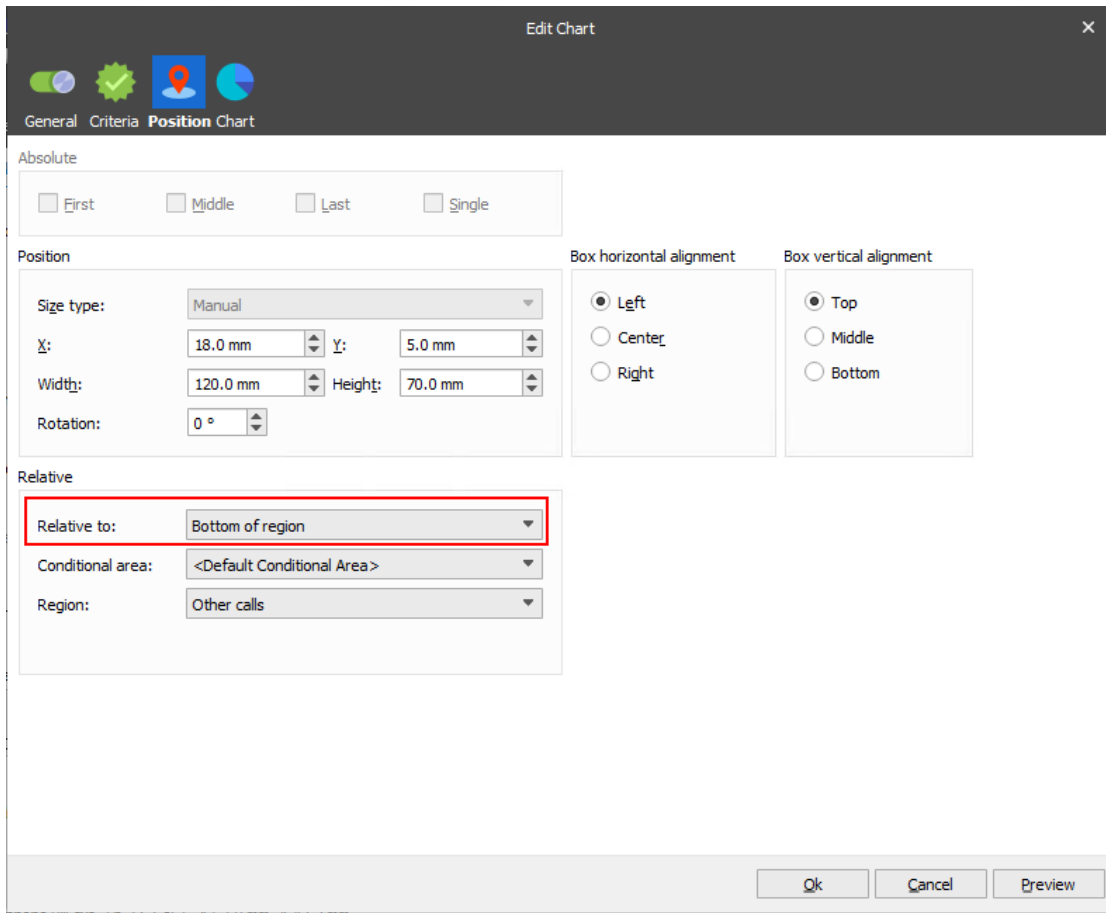 Edit Chart
General Criteria Position Chart
Absolute
First Middle Last Single
Position Box horizontal alignment Box vertical alignment
Size type: Manual Left Top
X: 18.0 mm Y: 5.0 mm Center Middle
Width: 120.0 mm Height: 70.0 mm Right Bottom
Rotation: 0 °
Relative
Relative to: Bottom of region
Conditional area: <Default Conditional Area>
Region: Other calls
Ok Cancel Preview